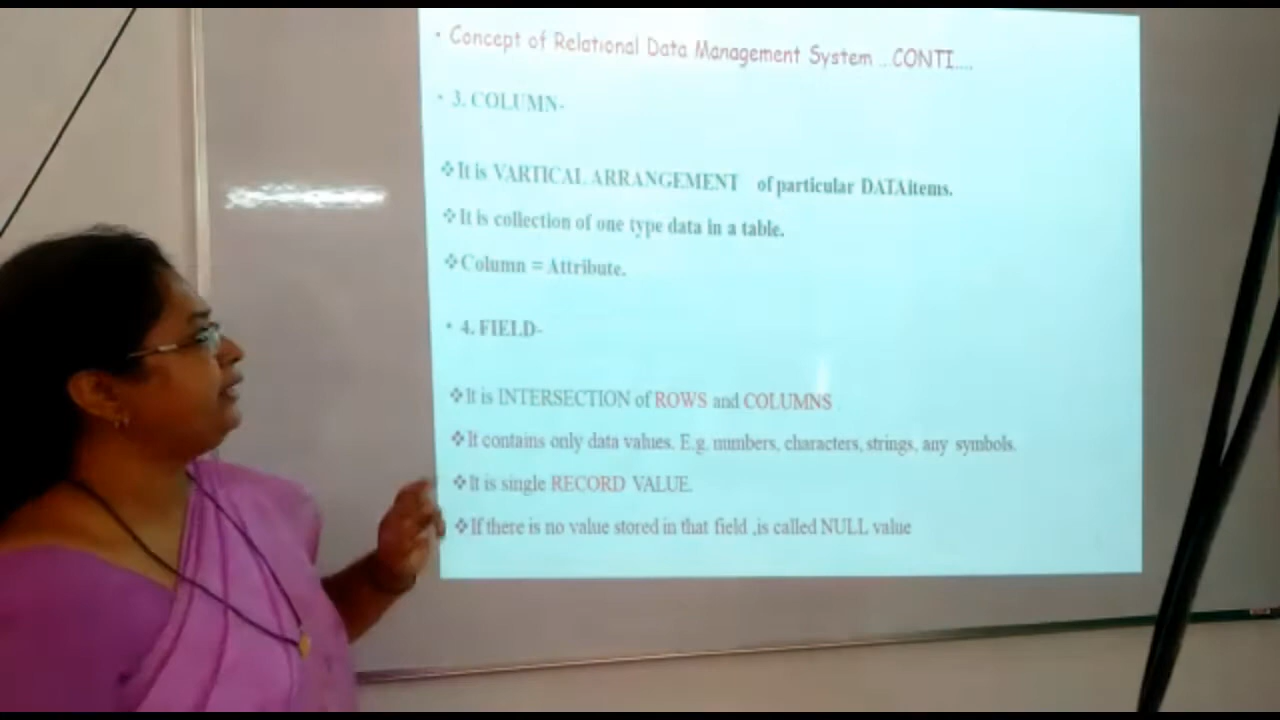 • Concept of Relational Data Management System .. CONTI....
• 3. COLUMN-
❖It is VARTICAL ARRANGEMENT of particular DATAitems.
❖It is collection of one type data in a table.
❖Column = Attribute.
• 4. FIELD-
❖It is INTERSECTION of ROWS and COLUMNS
❖It contains only data values. E.g. numbers, characters, strings, any symbols.
❖It is single RECORD VALUE.
❖If there is no value stored in that field ,is called NULL value